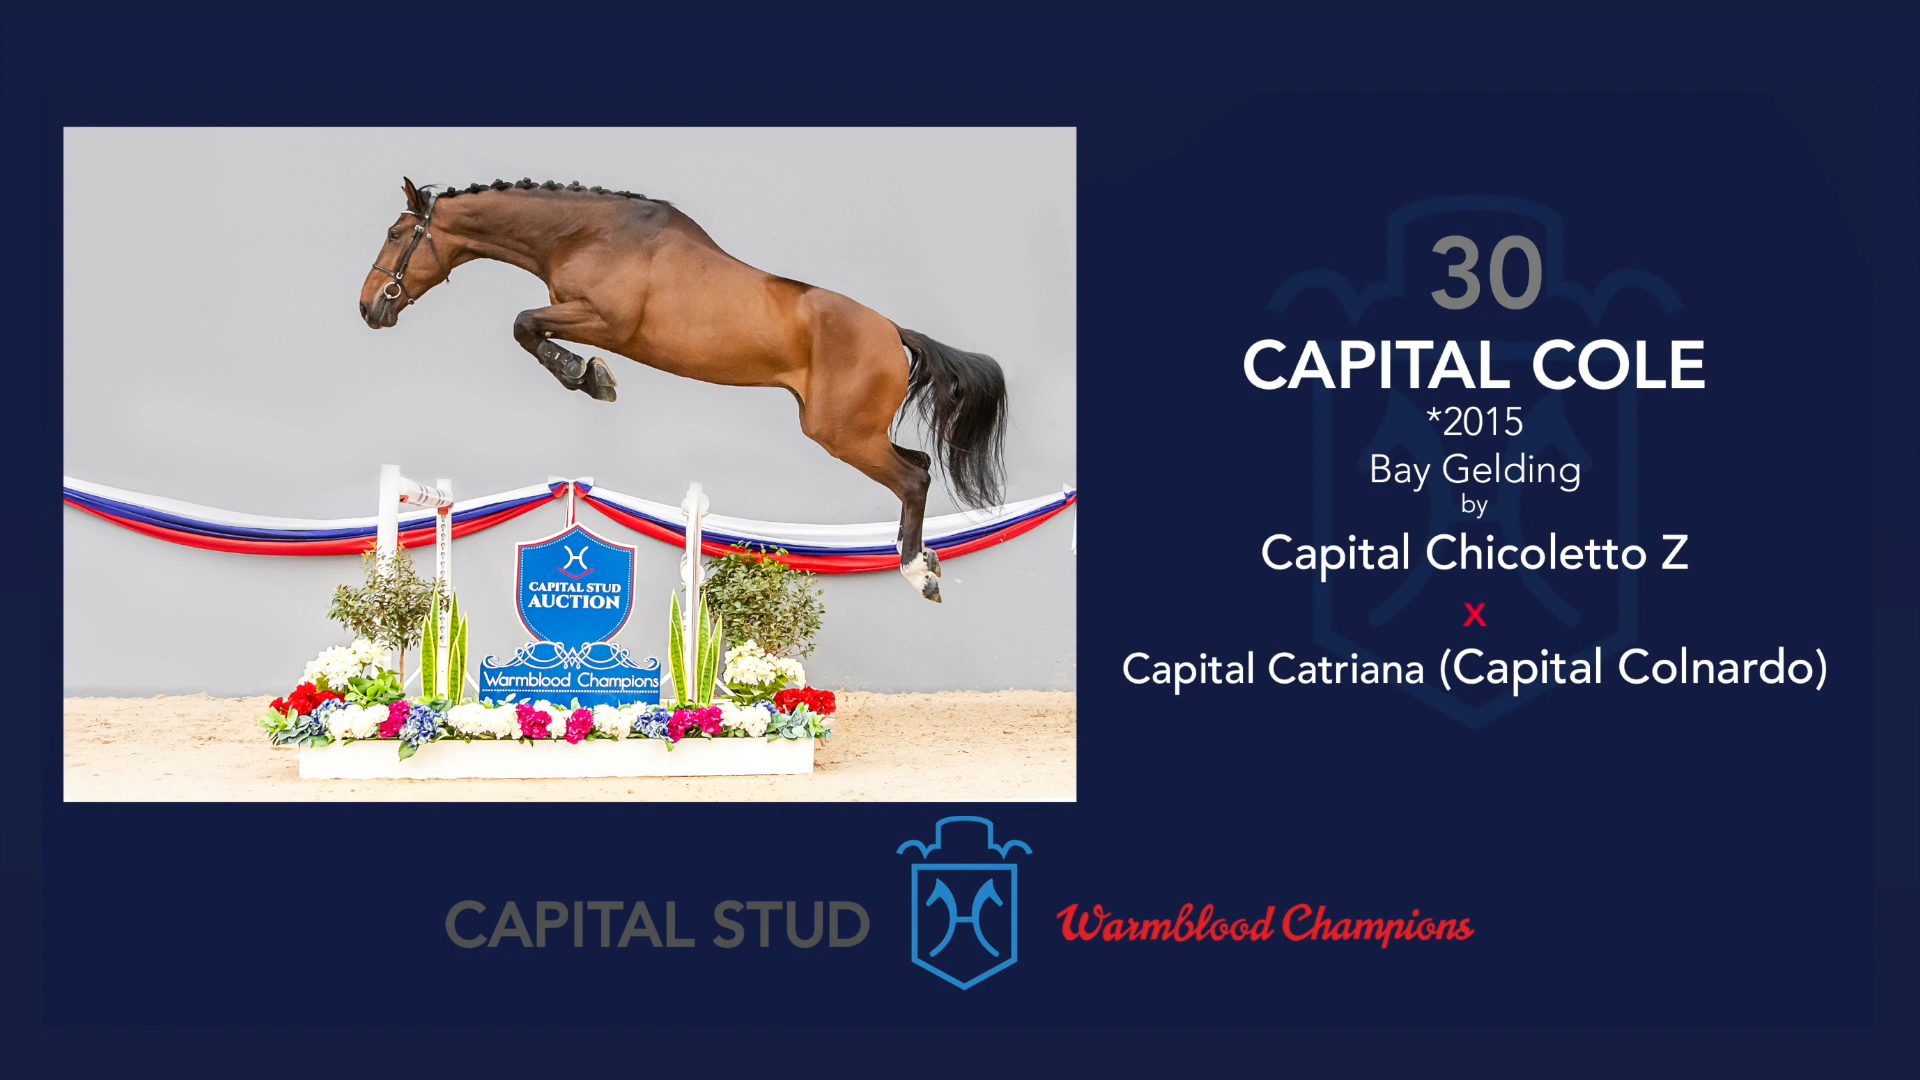 30
CAPITAL COLE
*2015
Bay Gelding
by
Capital Chicoletto Z
x
Capital Catriana (Capital Colnardo)
CAPITAL STUD
AUCTION
Warmblood Champions
CAPITAL STUD
Warmblood Champions